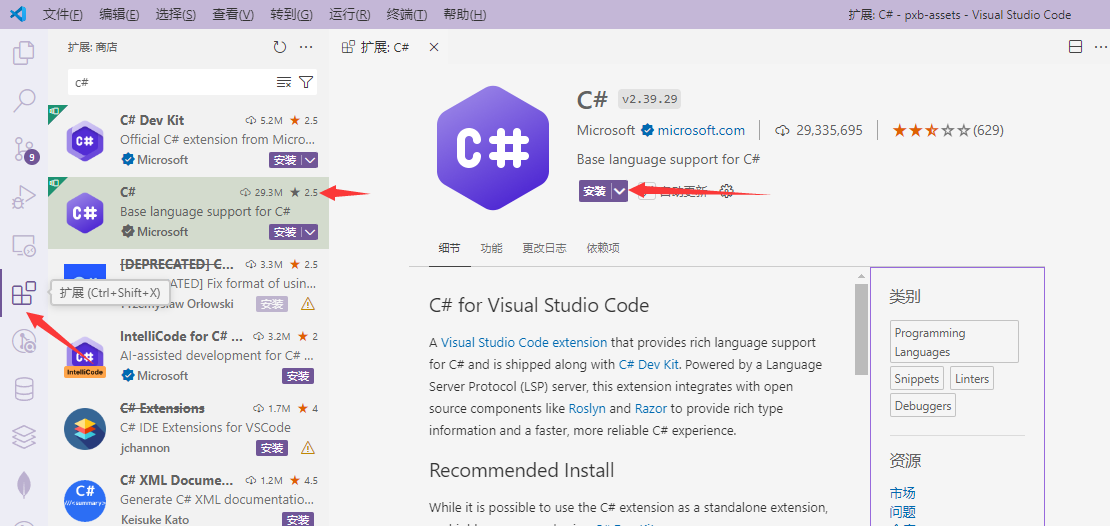 文件(F) 编辑(E) 选择(S) 查看(V) 转到(G) 运行(R) 终端(T) 帮助(H) 扩展: C# - pxb-assets - Visual Studio Code
扩展: 商店
c#
C# Dev Kit 5.2M 2.5
Official C# extension from Micro...
Microsoft 安装
C# 29.3M 2.5
Base language support for C#
Microsoft 安装
[DEPRECATED] C... 3.3M 2.5
ATED] Fix format of usin...
Przemyslaw Orłowski 安装
IntelliCode for C# ... 3.2M 2
AI-assisted development for C# ...
Microsoft 安装
IntelliCode
C# Extensions 1.7M 4
C# IDE Extensions for VSCode
jchannon 安装
C# XML Docume... 1.2M 4.5
Generate C# XML documentatio...
Keisuke Kato 安装
C#
///<summary>
9
扩展 (Ctrl+Shift+X)
扩展: C#
C#
C# v2.39.29
Microsoft microsoft.com 29,335,695 (629)
Base language support for C#
安装 自动更新
细节 功能 更改日志 依赖项
C# for Visual Studio Code
A Visual Studio Code extension that provides rich language support
for C# and is shipped along with C# Dev Kit. Powered by a Language
Server Protocol (LSP) server, this extension integrates with open
source components like Roslyn and Razor to provide rich type
information and a faster, more reliable C# experience.
Recommended Install
While it is possible to use the C# extension as a standalone extension,
类别
Programming
Languages
Snippets Linters
Debuggers
资源
市场
问题